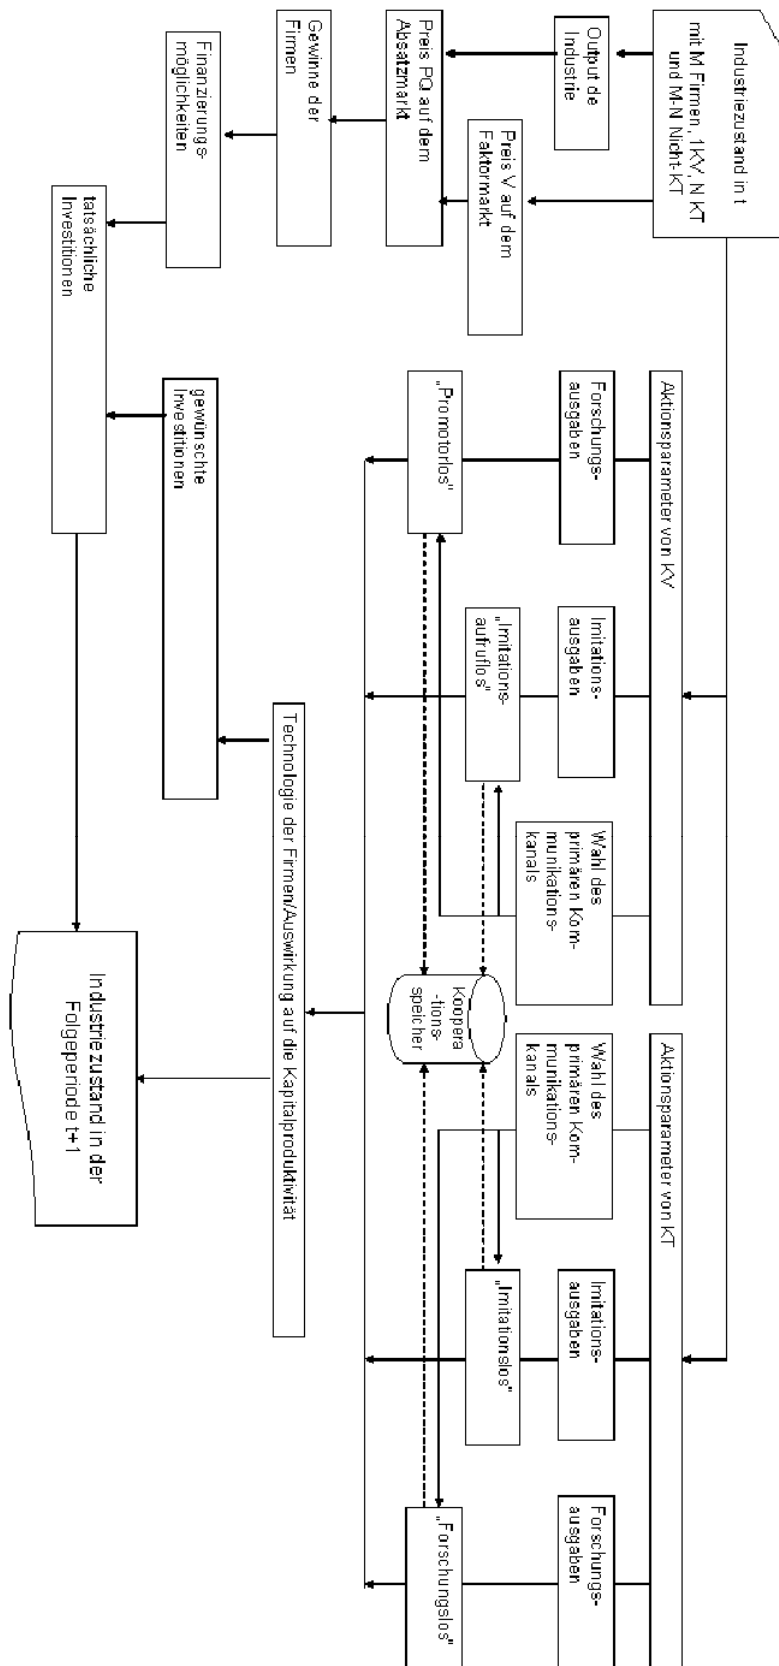 Industriezustand in t
mit M Firmen, 1KV, N KT
und M-N Nicht-KT
Output de
Industrie
Preis V auf dem
Faktormarkt
Preis PQ auf dem
Absatzmarkt
Gewinne der
Firmen
Finanzierungs-
möglichkeiten
tatsächliche
Investitionen
Aktionsparameter von KV
Forschungs-
ausgaben
Imitations-
ausgaben
Wahl des
primären Kom-
munikations-
kanals
„Promotorlos"
„Imitations-
aufruflos"
Koopera
-tions-
speicher
Aktionsparameter von KT
Wahl des
primären Kom-
munikations-
kanals
Imitations-
ausgaben
Forschungs-
ausgaben
„Imitationslos"
„Forschungslos"
Technologie der Firmen/Auswirkung auf die Kapitalproduktivität
gewünschte
Investitionen
Industriezustand in der
Folgeperiode t+1